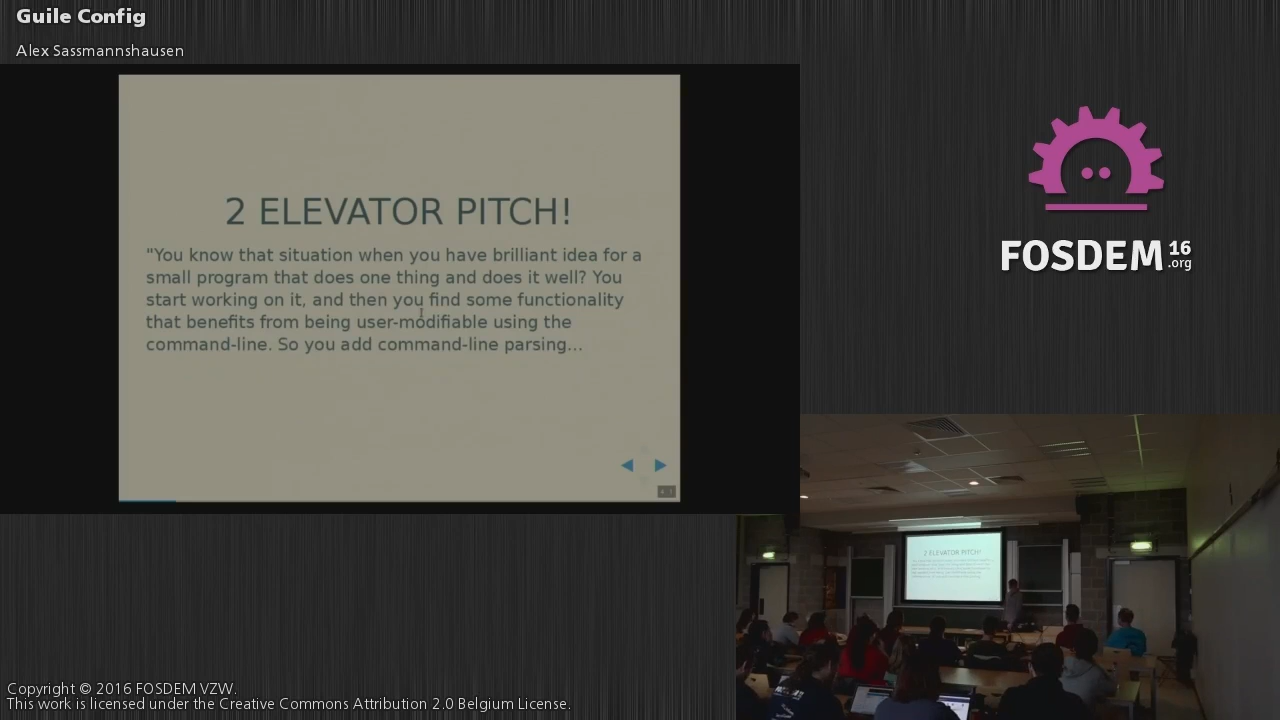 Guile Config
Alex Sassmannshausen
2 ELEVATOR PITCH!
"You know that situation when you have brilliant idea for a
small program that does one thing and does it well? You
start working on it, and then you find some functionality
that benefits from being user-modifiable using the
command-line. So you add command-line parsing...
FOSDEM 16
.org
2 ELEVATOR PITCH!
Copyright © 2016 FOSDEM VZW.
This work is licensed under the Creative Commons Attribution 2.0 Belgium License.